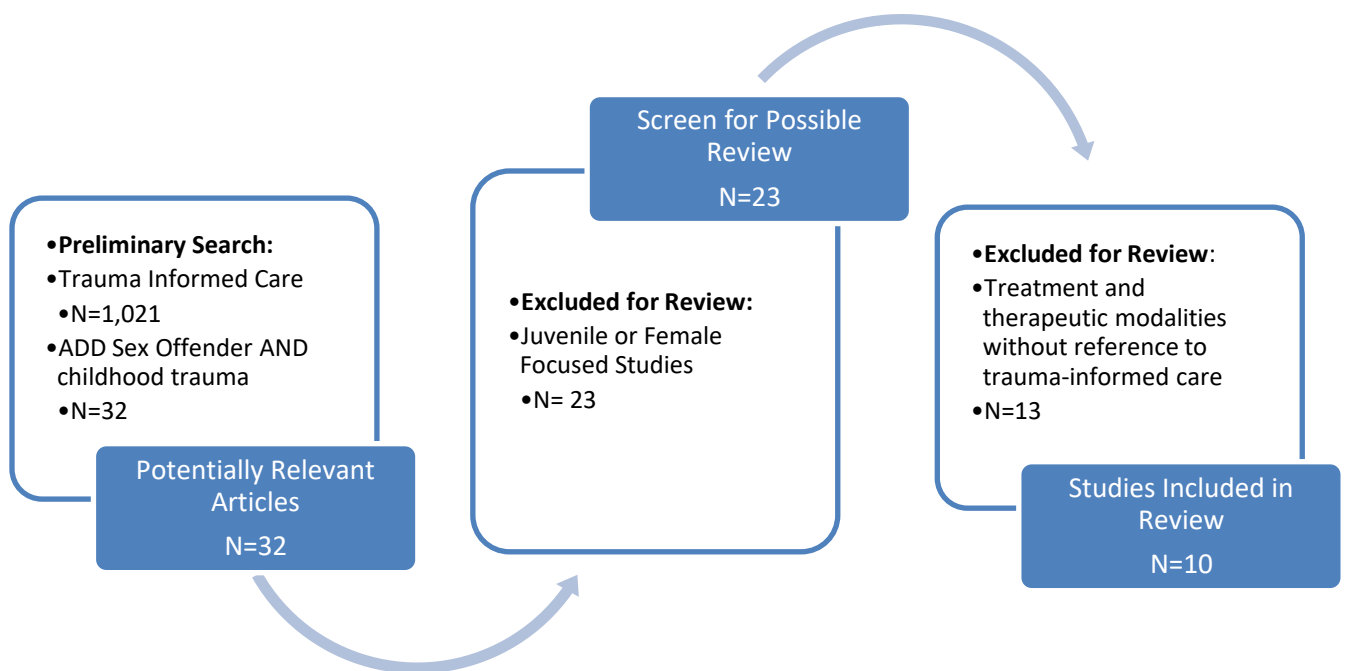 •Preliminary Search:
•Trauma Informed Care
•N=1,021
•ADD Sex Offender AND
childhood trauma
•N=32
Potentially Relevant
Articles
N=32
Screen for Possible
Review
N=23
•Excluded for Review:
•Juvenile or Female
Focused Studies
•N= 23
•Excluded for Review:
•Treatment and
therapeutic modalities
without reference to
trauma-informed care
•N=13
Studies Included in
Review
N=10